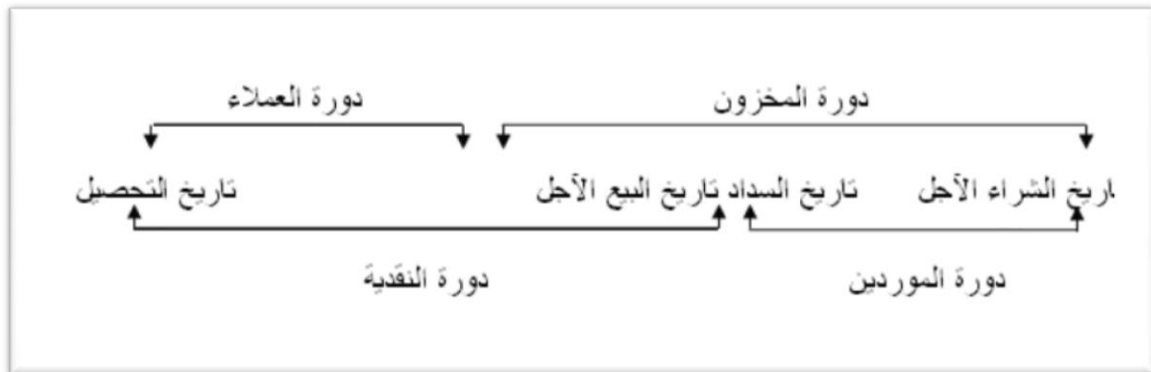 دورة المخزون دورة العملاء
اريخ الشراء الآجل تاريخ السداد تاريخ البيع الآجل تاريخ التحصيل
دورة الموردين دورة النقدية